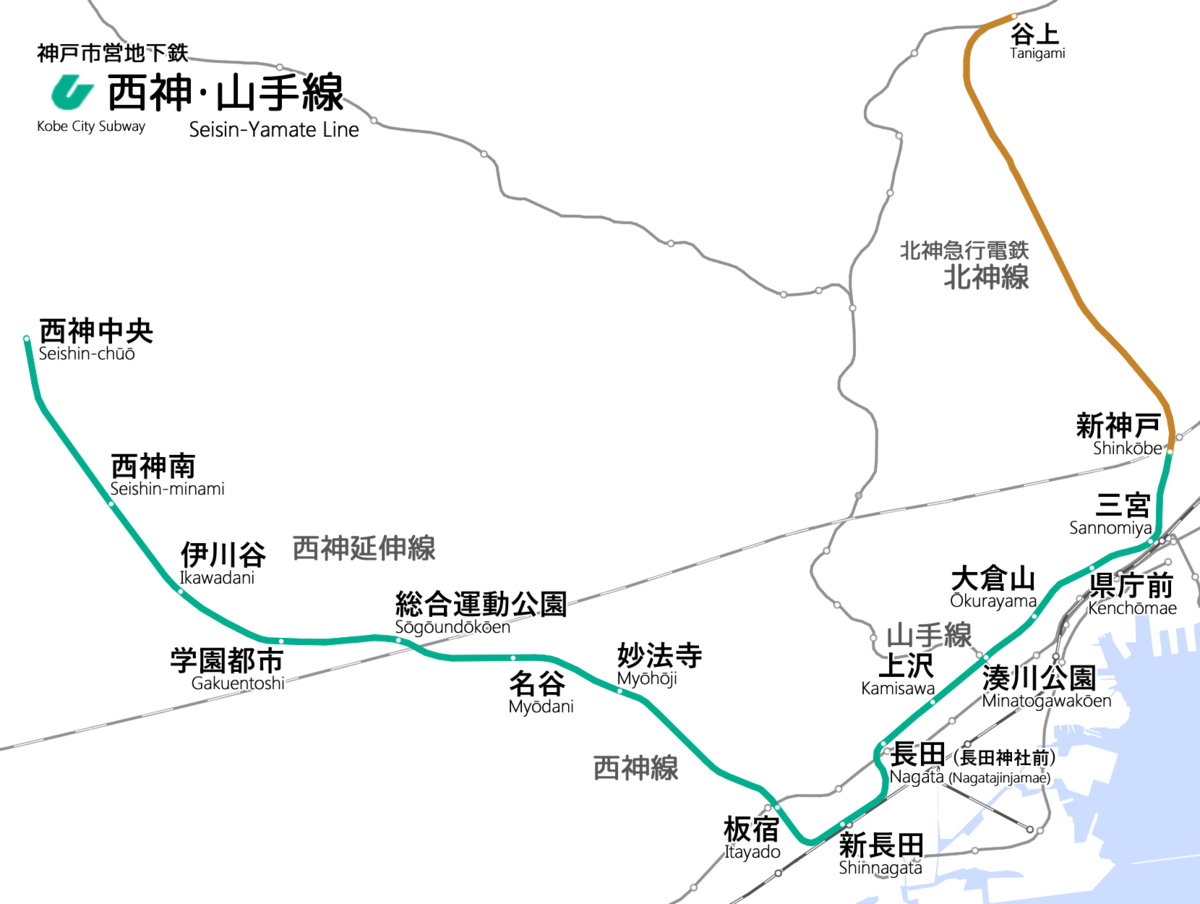 神戸市営地下鉄
西神・山手線
Kobe City Subway Seisin-Yamate Line
谷上
Tanigami
北神急行電鉄
北神線
西神中央
Seishin-chūō
新神戸
Shinkōbe
西神南
Seishin-minami
三宮
Sannomiya
西神延伸線
伊川谷
Ikawadani
大倉山
Ōkurayama
県庁前
Kenchōmae
総合運動公園
Sōgōundōkōen
山手線
学園都市
Gakuentoshi
妙法寺
Myōhōji
上沢
Kamisawa
名谷
Myōdani
湊川公園
Minatogawakōen
西神線
長田 (長田神社前)
Nagata (Nagatajinjamae)
板宿
Itayado
新長田
Shinnagata